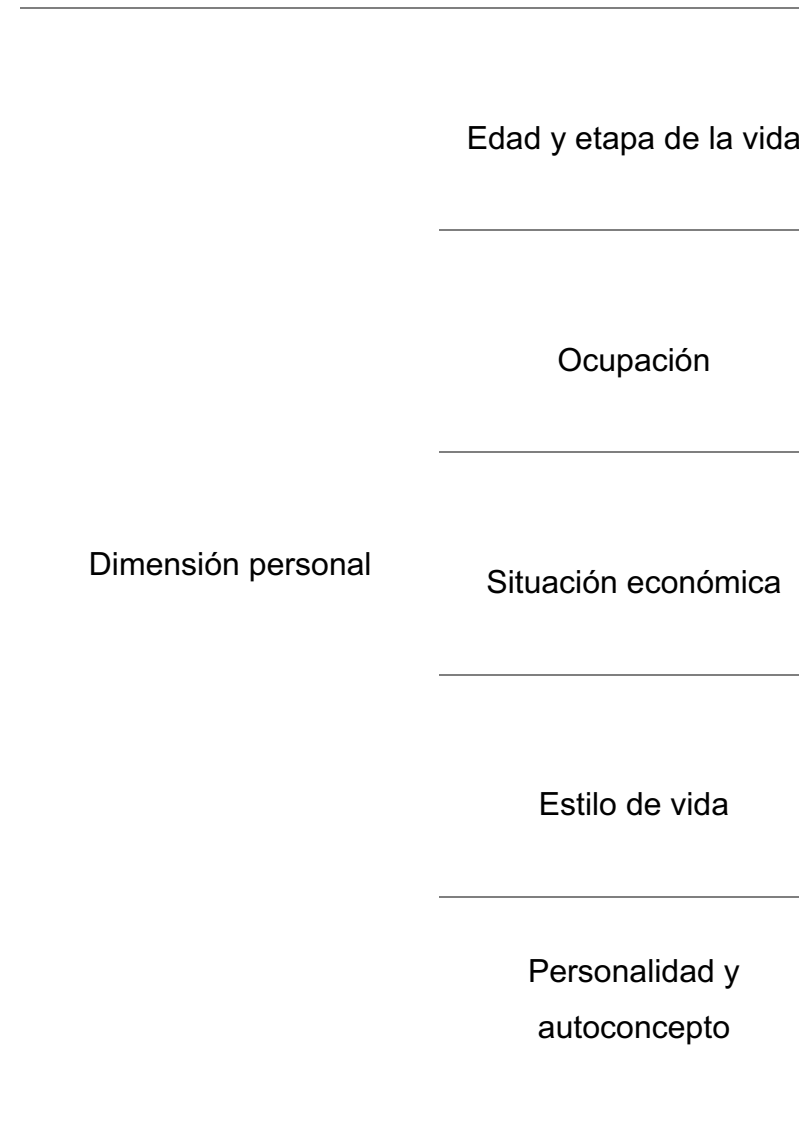 Edad y etapa de la vida
Ocupación
Dimensión personal
Situación económica
Estilo de vida
Personalidad y
autoconcepto